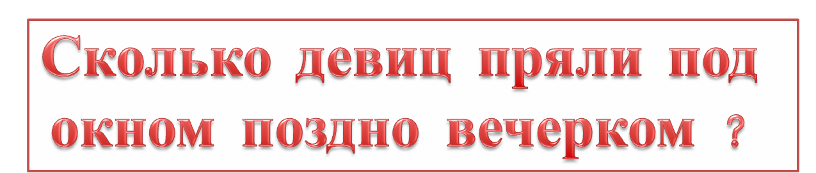 Сколько девиц пряли под
окном поздно вечерком ?